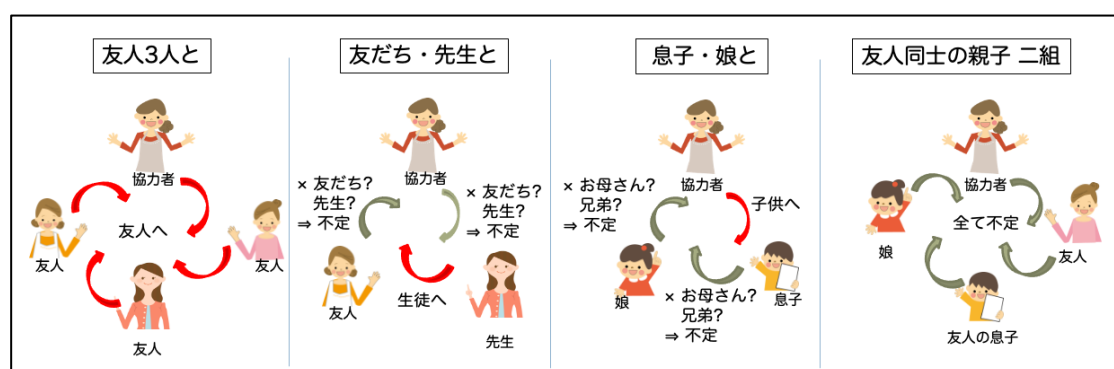 友人3人と
協力者
友人へ
友人
友人
友人
友だち・先生と
協力者
× 友だち?
先生?
⇒ 不定
× 友だち?
先生?
⇒ 不定
生徒へ
友人
先生
息子・娘と
協力者
× お母さん?
兄弟?
⇒ 不定
子供へ
娘
息子
× お母さん?
兄弟?
⇒ 不定
友人同士の親子 二組
協力者
全て不定
娘
友人
友人の息子